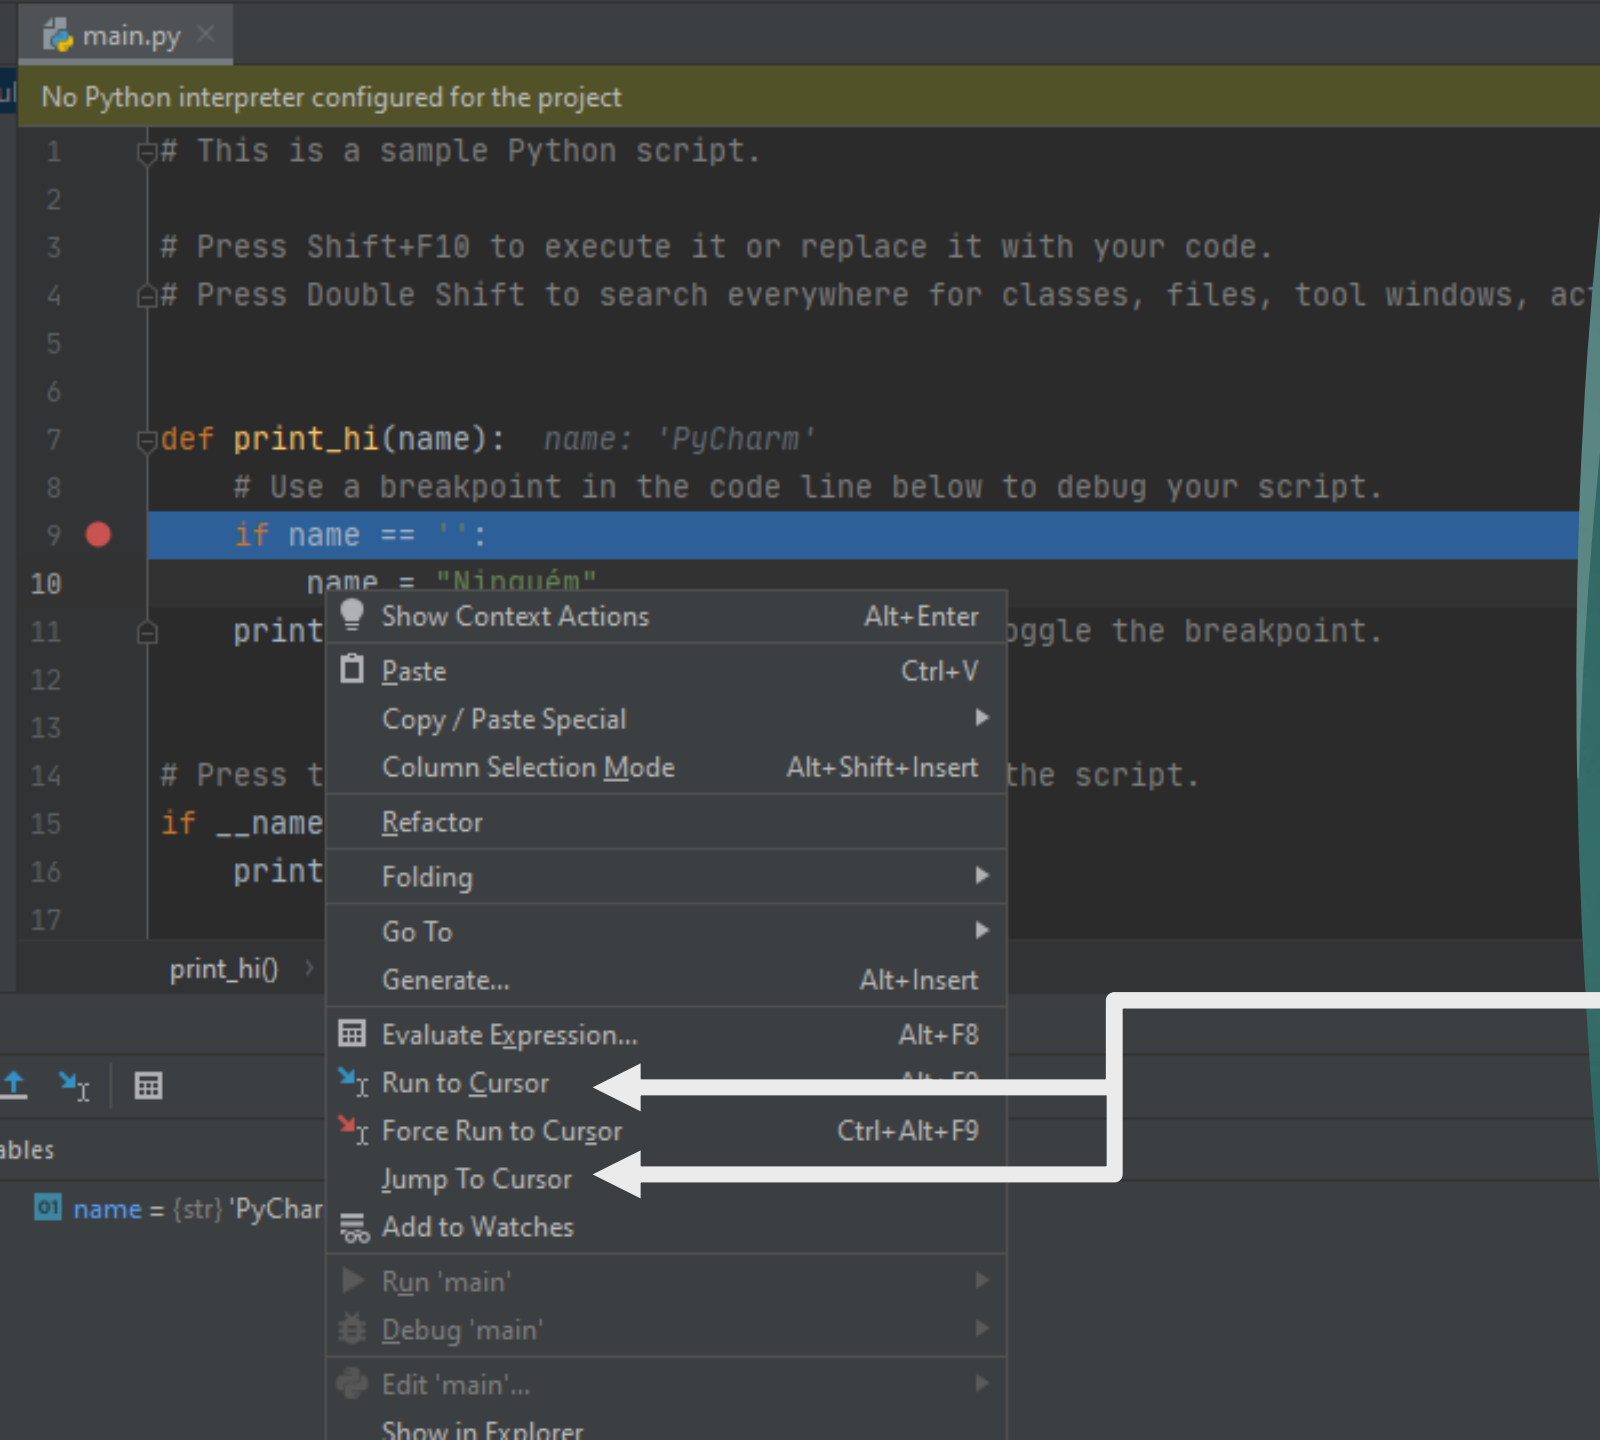 main.py
No Python interpreter configured for the project
1 # This is a sample Python script.
2
3 # Press Shift+F10 to execute it or replace it with your code.
4 # Press Double Shift to search everywhere for classes, files, tool windows,
5
6
7 def print_hi(name): name: 'PyCharm'
8 # Use a breakpoint in the code line below to debug your script.
9 if name == '':
10 name = "Ninguém"
11 print oggle the breakpoint.
12
13
14 # Press t the script.
15 if __name
16 print
17
print_hi()
Show Context Actions Alt+Enter
Paste Ctrl+V
Copy / Paste Special
Column Selection Mode Alt+Shift+Insert
Refactor
Folding
Go To
Generate... Alt+Insert
Evaluate Expression... Alt+F8
Run to Cursor Alt+F9
Force Run to Cursor Ctrl+Alt+F9
Jump To Cursor
Add to Watches
Run 'main'
Debug 'main'
Edit 'main'...
Show in Explorer
ables
01 name = {str} 'PyChar